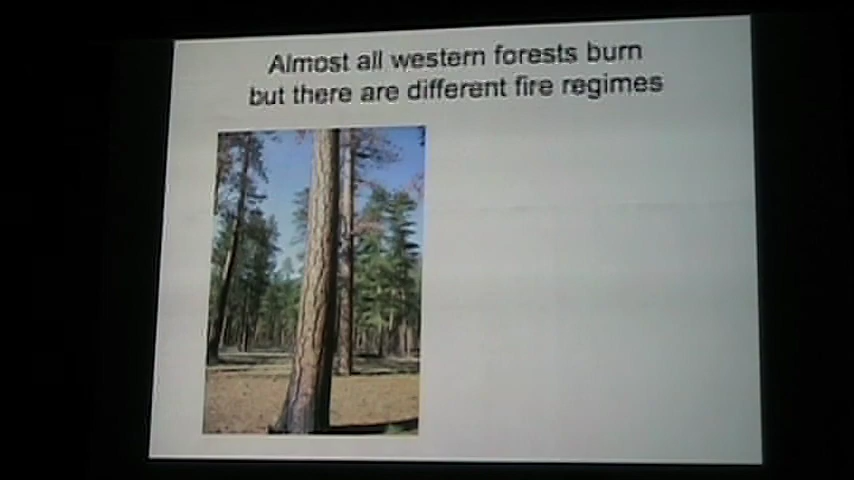 Almost all western forests burn
but there are different fire regimes